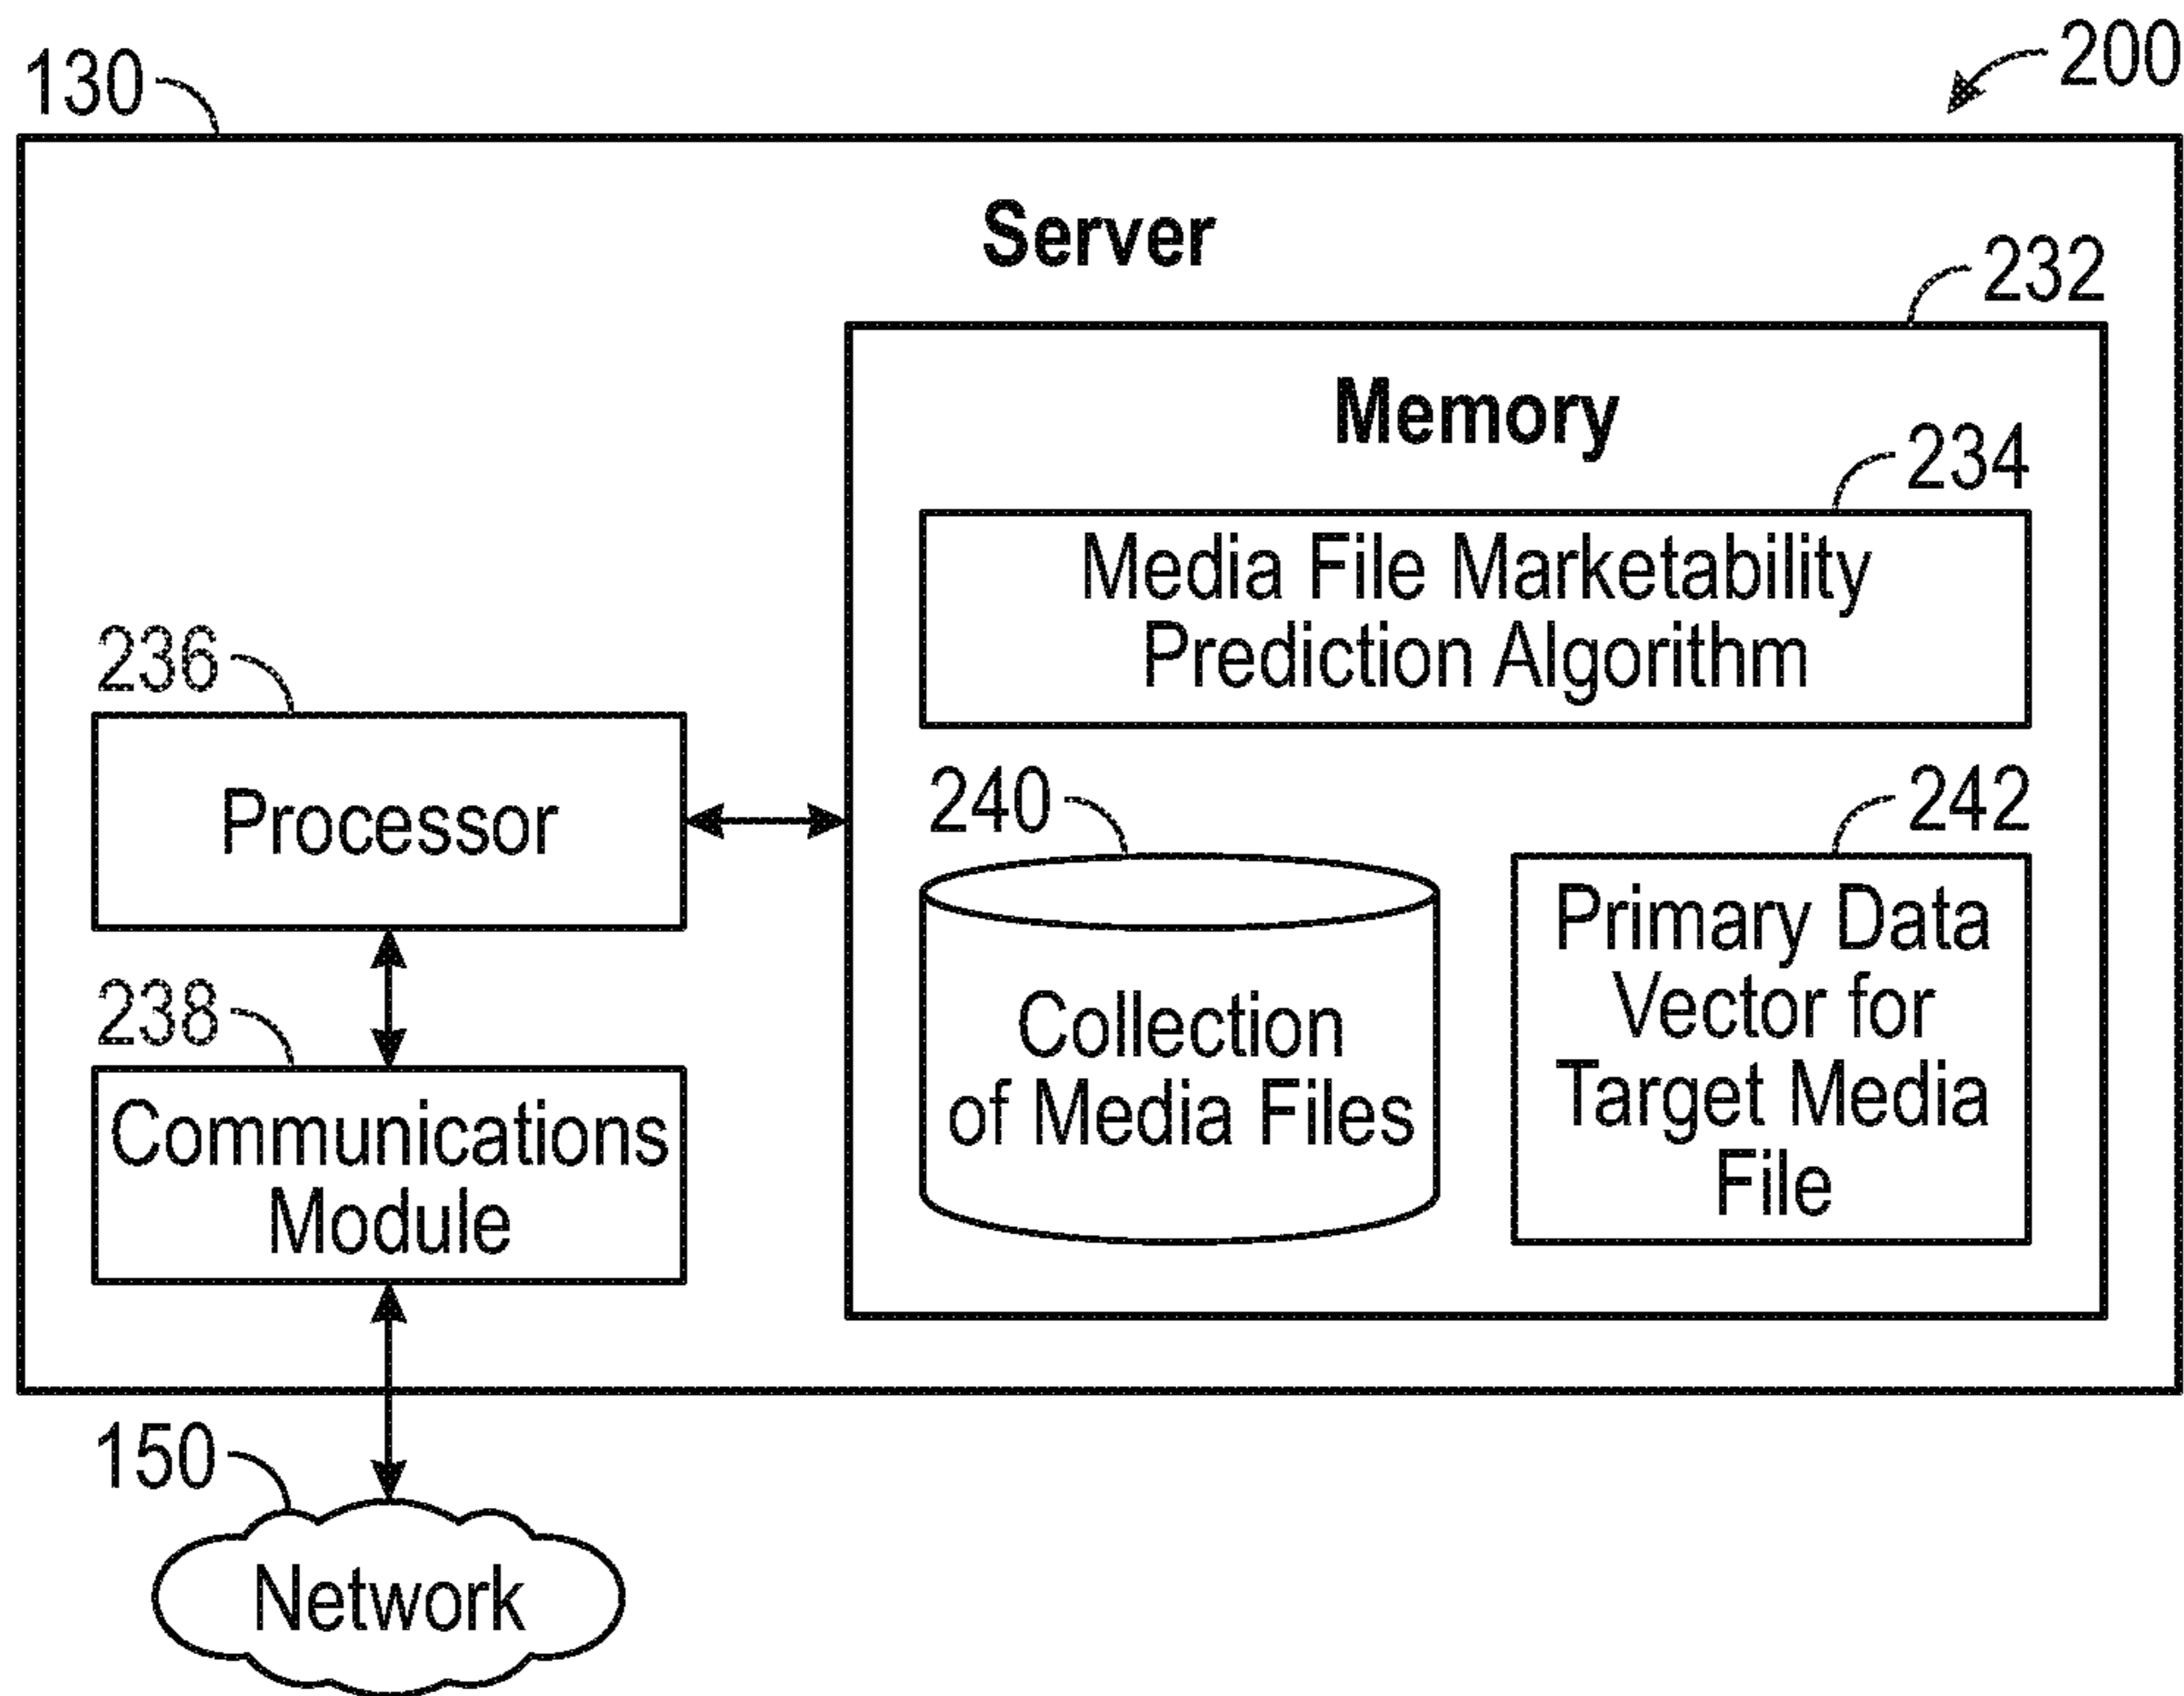 130
200
Server
232
Memory
234
Media File Marketability
Prediction Algorithm
236
Processor
240
242
Collection
of Media Files
Primary Data
Vector for
Target Media
File
238
Communications
Module
150
Network